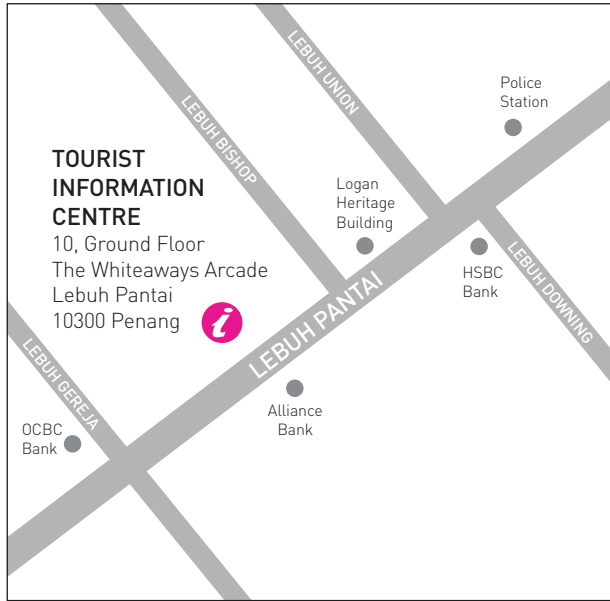 LEBUH UNION
LEBUH BISHOP
Police
Station
TOURIST
INFORMATION
CENTRE
10, Ground Floor
The Whiteaways Arcade
Lebuh Pantai
10300 Penang
i
Logan
Heritage
Building
HSBC
Bank
LEBUH DOWNING
LEBUH PANTAI
LEBUH GEREJA
Alliance
Bank
OCBC
Bank